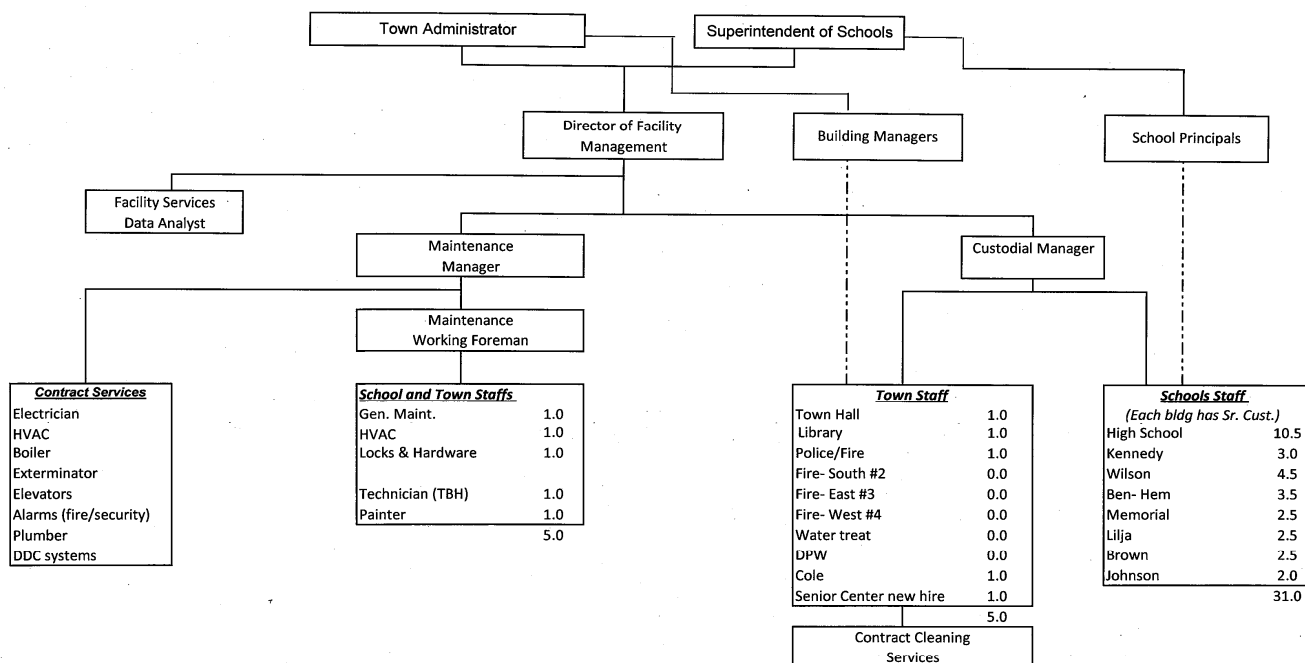 Town Administrator
Superintendent of Schools
Director of Facility
Management
Building Managers
School Principals
Facility Services
Data Analyst
Maintenance
Manager
Custodial Manager
Maintenance
Working Foreman
Contract Services
Electrician
HVAC
Boiler
Exterminator
Elevators
Alarms (fire/security)
Plumber
DDC systems
School and Town Staffs
Gen. Maint. 1.0
HVAC 1.0
Locks & Hardware 1.0
Technician (TBH) 1.0
Painter 1.0
5.0
Town Staff
Town Hall 1.0
Library 1.0
Police/Fire 1.0
Fire- South #2 0.0
Fire- East #3 0.0
Fire- West #4 0.0
Water treat 0.0
DPW 0.0
Cole 1.0
Senior Center new hire 1.0
5.0
Contract Cleaning
Services
Schools Staff
(Each bldg has Sr. Cust.)
High School 10.5
Kennedy 3.0
Wilson 4.5
Ben- Hem 3.5
Memorial 2.5
Lilja 2.5
Brown 2.5
Johnson 2.0
31.0